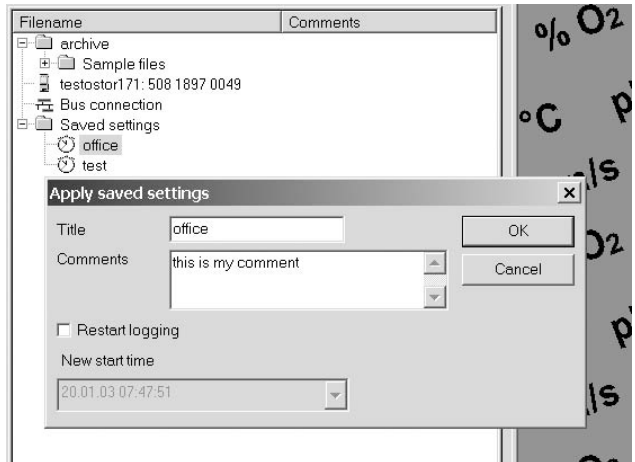 Filename Comments
archive
Sample files
testostor171: 508 1897 0049
Bus connection
Saved settings
office
test
Apply saved settings
Title office OK
Comments this is my comment Cancel
Restart logging
New start time
20.01.03 07:47:51
% O2
°C